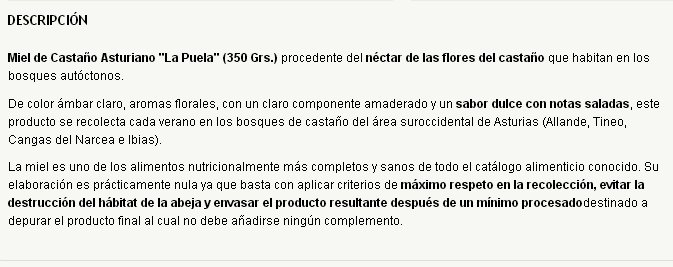 DESCRIPCIÓN
Miel de Castaño Asturiano "La Puela" (350 Grs.) procedente del néctar de las flores del castaño que habitan en los
bosques autóctonos.
De color ámbar claro, aromas florales, con un claro componente amaderado y un sabor dulce con notas saladas, este
producto se recolecta cada verano en los bosques de castaño del área suroccidental de Asturias (Allande, Tineo,
Cangas del Narcea e Ibias).
La miel es uno de los alimentos nutricionalmente más completos y sanos de todo el catálogo alimenticio conocido. Su
elaboración es prácticamente nula ya que basta con aplicar criterios de máximo respeto en la recolección, evitar la
destrucción del hábitat de la abeja y envasar el producto resultante después de un mínimo procesadodestinado a
depurar el producto final al cual no debe añadirse ningún complemento.